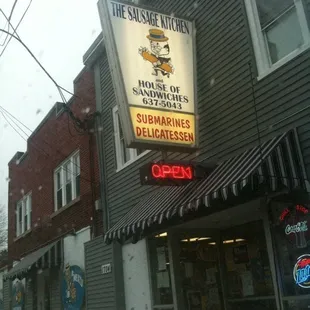 THE SAUSAGE KITCHEN
AND
HOUSE OF
SANDWICHES
637-5043
SUBMARINES
DELICATESSEN
OPEN